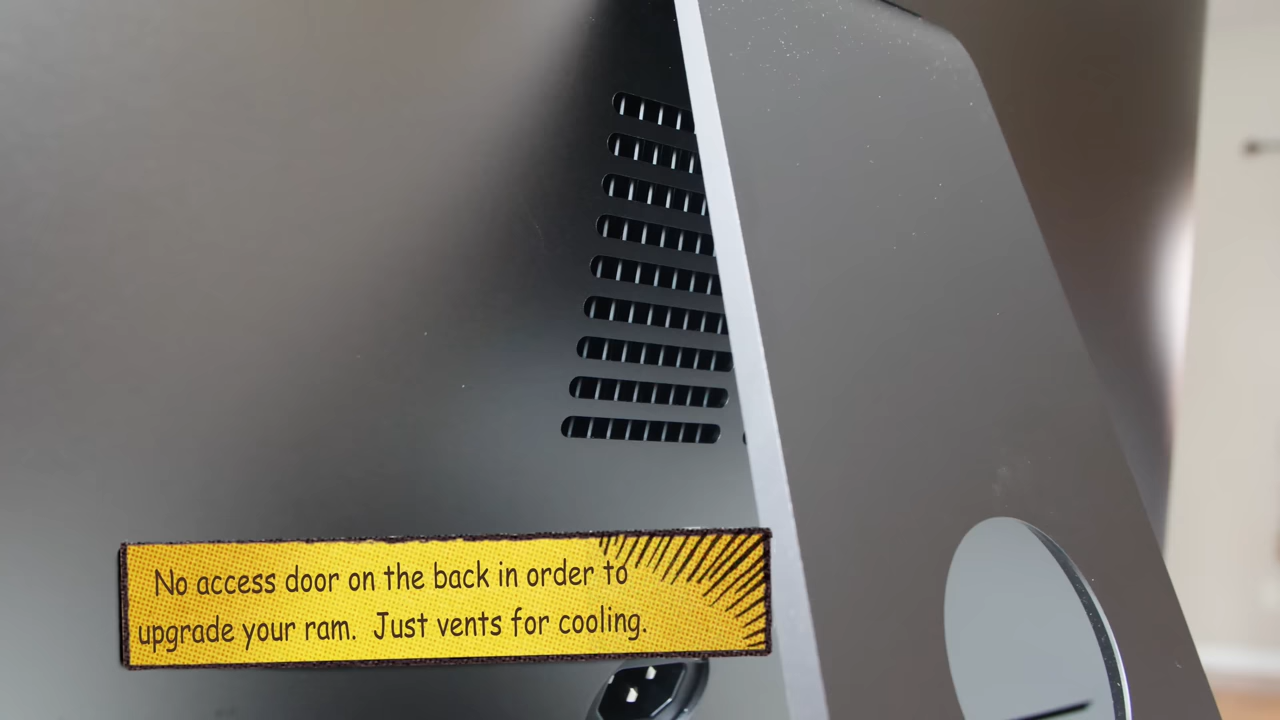 No access door on the back in order to
upgrade your ram. Just vents for cooling.